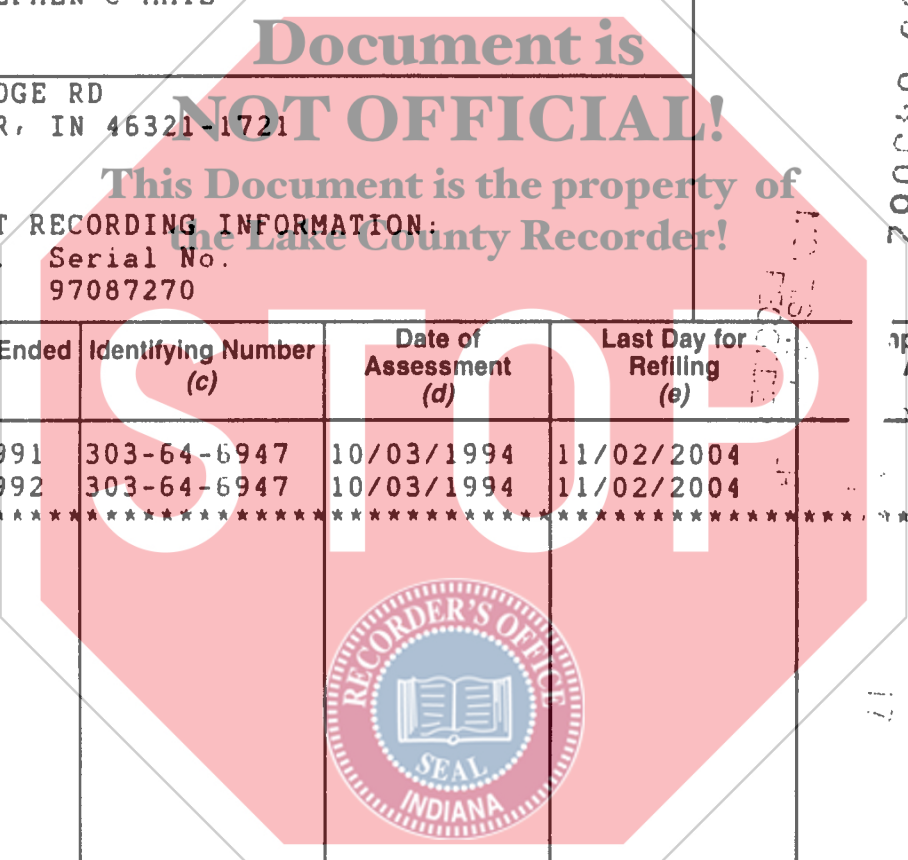 Document is
NOT OFFICIAL!
This Document is the property of
the Lake County Recorder!
DGE RD
R, IN 46321-1721
T RECORDING INFORMATION:
Serial No.
97087270
STOP
Ended Identifying Number (c) Date of Assessment (d) Last Day for Refiling (e)
991 303-64-6947 10/03/1994 11/02/2004
992 303-64-6947 10/03/1994 11/02/2004
RECORDER'S OFFICE
SEAL
INDIANA